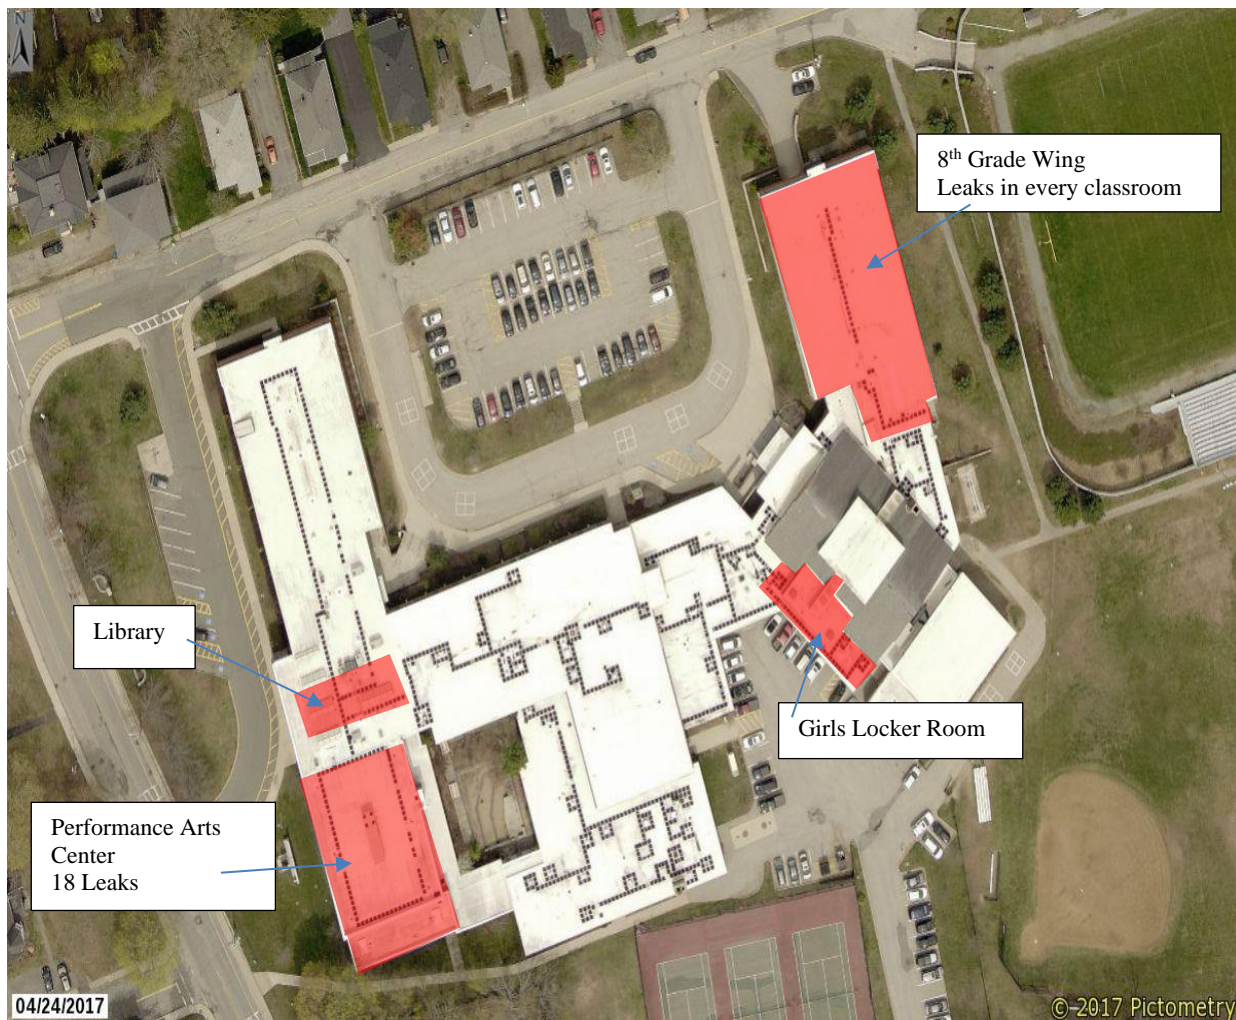 N
8th Grade Wing
Leaks in every classroom
Library
Girls Locker Room
Performance Arts
Center
18 Leaks
04/24/2017
© 2017 Pictometry